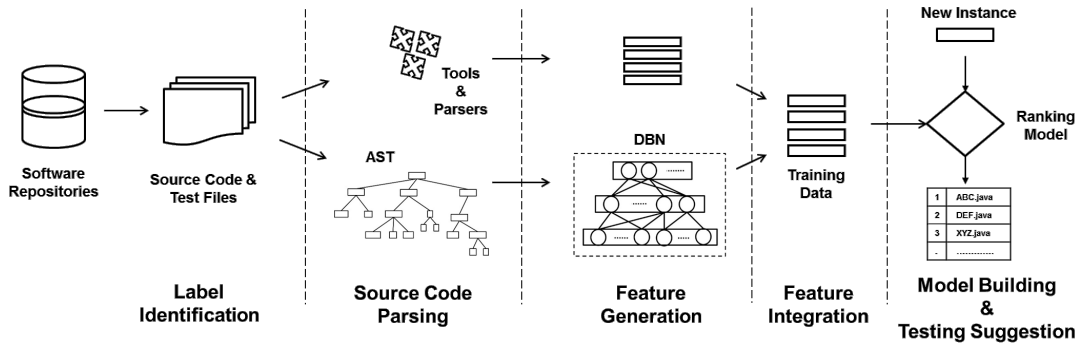 Software
Repositories
Source Code &
Test Files
Label
Identification
Tools
&
Parsers
AST
Source Code
Parsing
DBN
........
......
......
.....
Feature
Generation
Training
Data
Feature
Integration
New Instance
Ranking
Model
1 ABC.java
2 DEF.java
3 XYZ.java
. .............
Model Building
&
Testing Suggestion